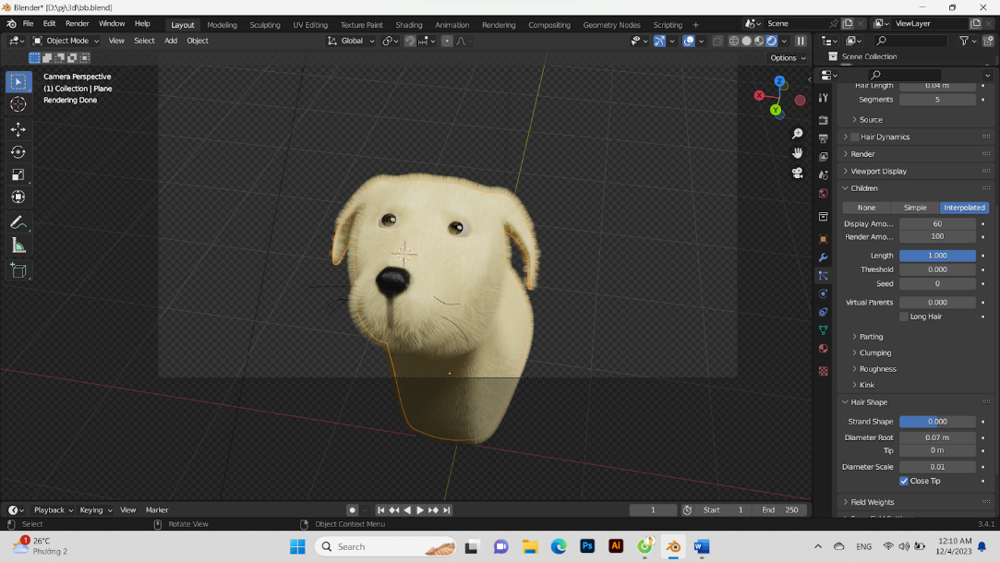 Blender* [D:\pj\3d\bb.blend]
File Edit Render Window Help Layout Modeling Sculpting UV Editing Texture Paint Shading Animation Rendering Compositing Geometry Nodes Scripting + Scene ViewLayer
Object Mode View Select Add Object Global
Options
Camera Perspective
(1) Collection | Plane
Rendering Done
X Y Z
Scene Collection
Hair Length 0.04 m
Segments 5
Source
Hair Dynamics
Render
Viewport Display
Children
None Simple Interpolated
Display Amo... 60
Render Amo... 100
Length 1.000
Threshold 0.000
Seed 0
Virtual Parents 0.000
Long Hair
Parting
Clumping
Roughness
Kink
Hair Shape
Strand Shape 0.000
Diameter Root 0.07 m
Tip 0 m
Diameter Scale 0.01
Close Tip
Field Weights
Playback Keying View Marker 1 Start 1 End 250
Select Rotate View Object Context Menu 3.4.1
1 26°C
Phường 2
Search
Ps Ai W
ENG
12:10 AM
12/4/2023